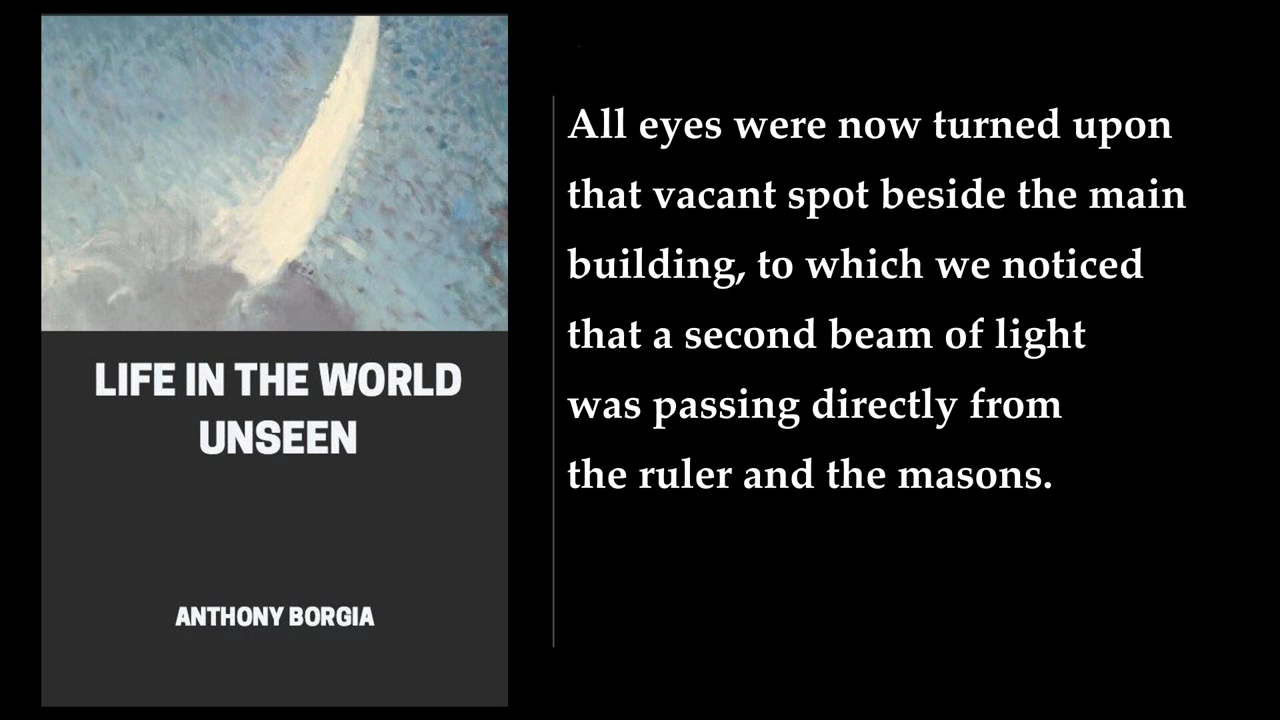 LIFE IN THE WORLD
UNSEEN
ANTHONY BORGIA
All eyes were now turned upon
that vacant spot beside the main
building, to which we noticed
that a second beam of light
was passing directly from
the ruler and the masons.